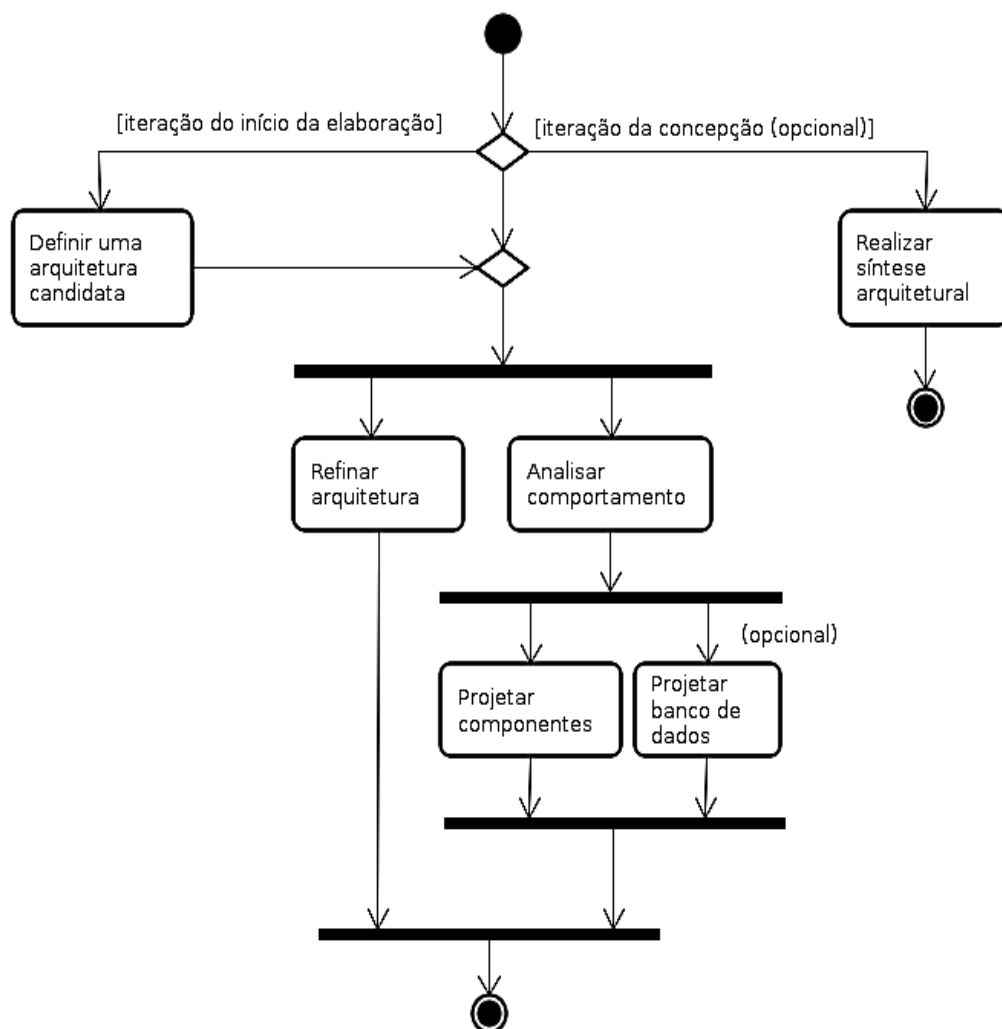 [iteração do início da elaboração]
[iteração da concepção (opcional)]
Definir uma
arquitetura
candidata
Realizar
síntese
arquitetural
Refinar
arquitetura
Analisar
comportamento
(opcional)
Projetar
componentes
Projetar
banco de
dados